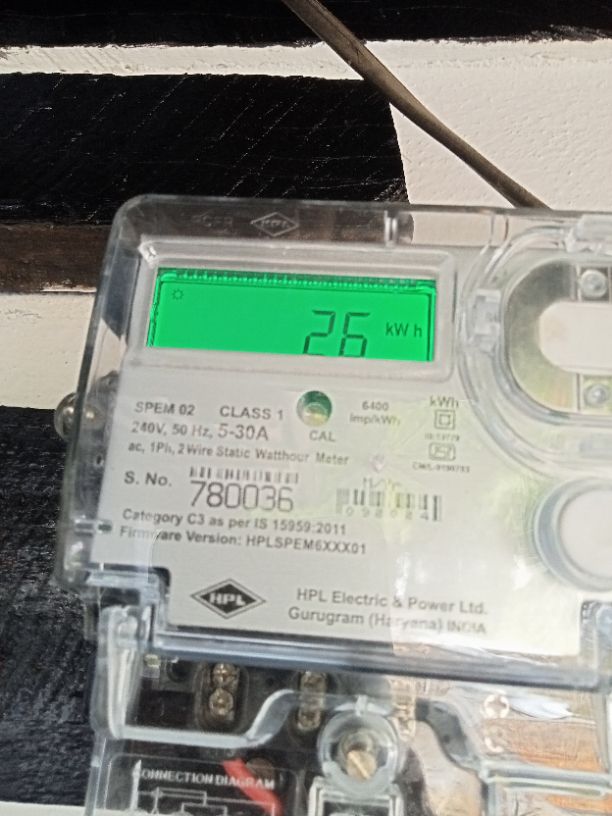 HPL
26 kWh
SPEM 02 CLASS 1
6400 imp/kWh
kWh
240V, 50 Hz, 5-30A
CAL
ac, 1Ph, 2Wire Static Watthour Meter
S. No. 780036
Category C3 as per IS 15959:2011
Firmware Version: HPLSPEM6XXX01
HPL
HPL Electric & Power Ltd.
Gurugram (Haryana) INDIA
CONNECTION DIAGRAM